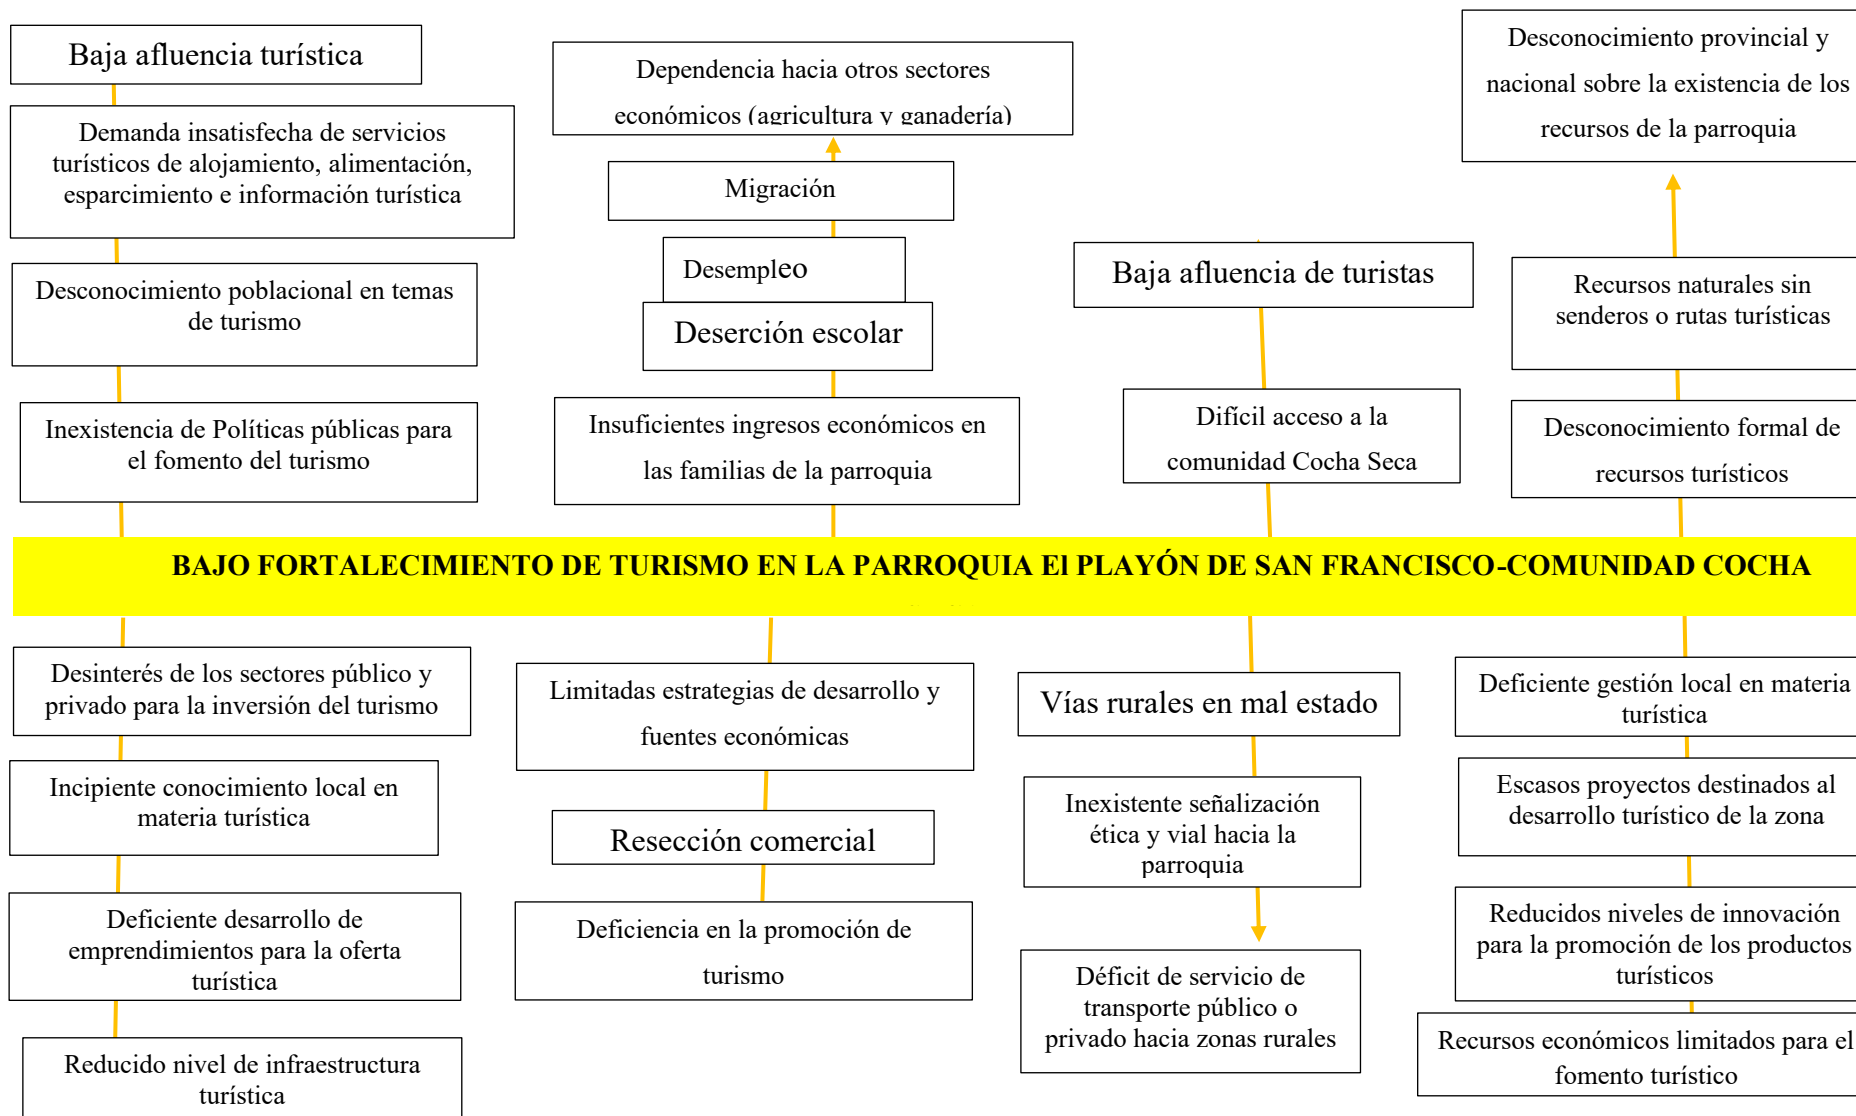 Baja afluencia turística
Demanda insatisfecha de servicios
turísticos de alojamiento, alimentación,
esparcimiento e información turística
Desconocimiento poblacional en temas
de turismo
Inexistencia de Políticas públicas para
el fomento del turismo
Dependencia hacia otros sectores
económicos (agricultura y ganadería)
Migración
Desempleo
Deserción escolar
Insuficientes ingresos económicos en
las familias de la parroquia
Baja afluencia de turistas
Difícil acceso a la
comunidad Cocha Seca
Desconocimiento provincial y
nacional sobre la existencia de los
recursos de la parroquia
Recursos naturales sin
senderos o rutas turísticas
Desconocimiento formal de
recursos turísticos
BAJO FORTALECIMIENTO DE TURISMO EN LA PARROQUIA El PLAYÓN DE SAN FRANCISCO-COMUNIDAD COCHA
Desinterés de los sectores público y
privado para la inversión del turismo
Incipiente conocimiento local en
materia turística
Deficiente desarrollo de
emprendimientos para la oferta
turística
Reducido nivel de infraestructura
turística
Limitadas estrategias de desarrollo y
fuentes económicas
Resección comercial
Deficiencia en la promoción de
turismo
Vías rurales en mal estado
Inexistente señalización
ética y vial hacia la
parroquia
Déficit de servicio de
transporte público o
privado hacia zonas rurales
Deficiente gestión local en materia
turística
Escasos proyectos destinados al
desarrollo turístico de la zona
Reducidos niveles de innovación
para la promoción de los productos
turísticos
Recursos económicos limitados para el
fomento turístico